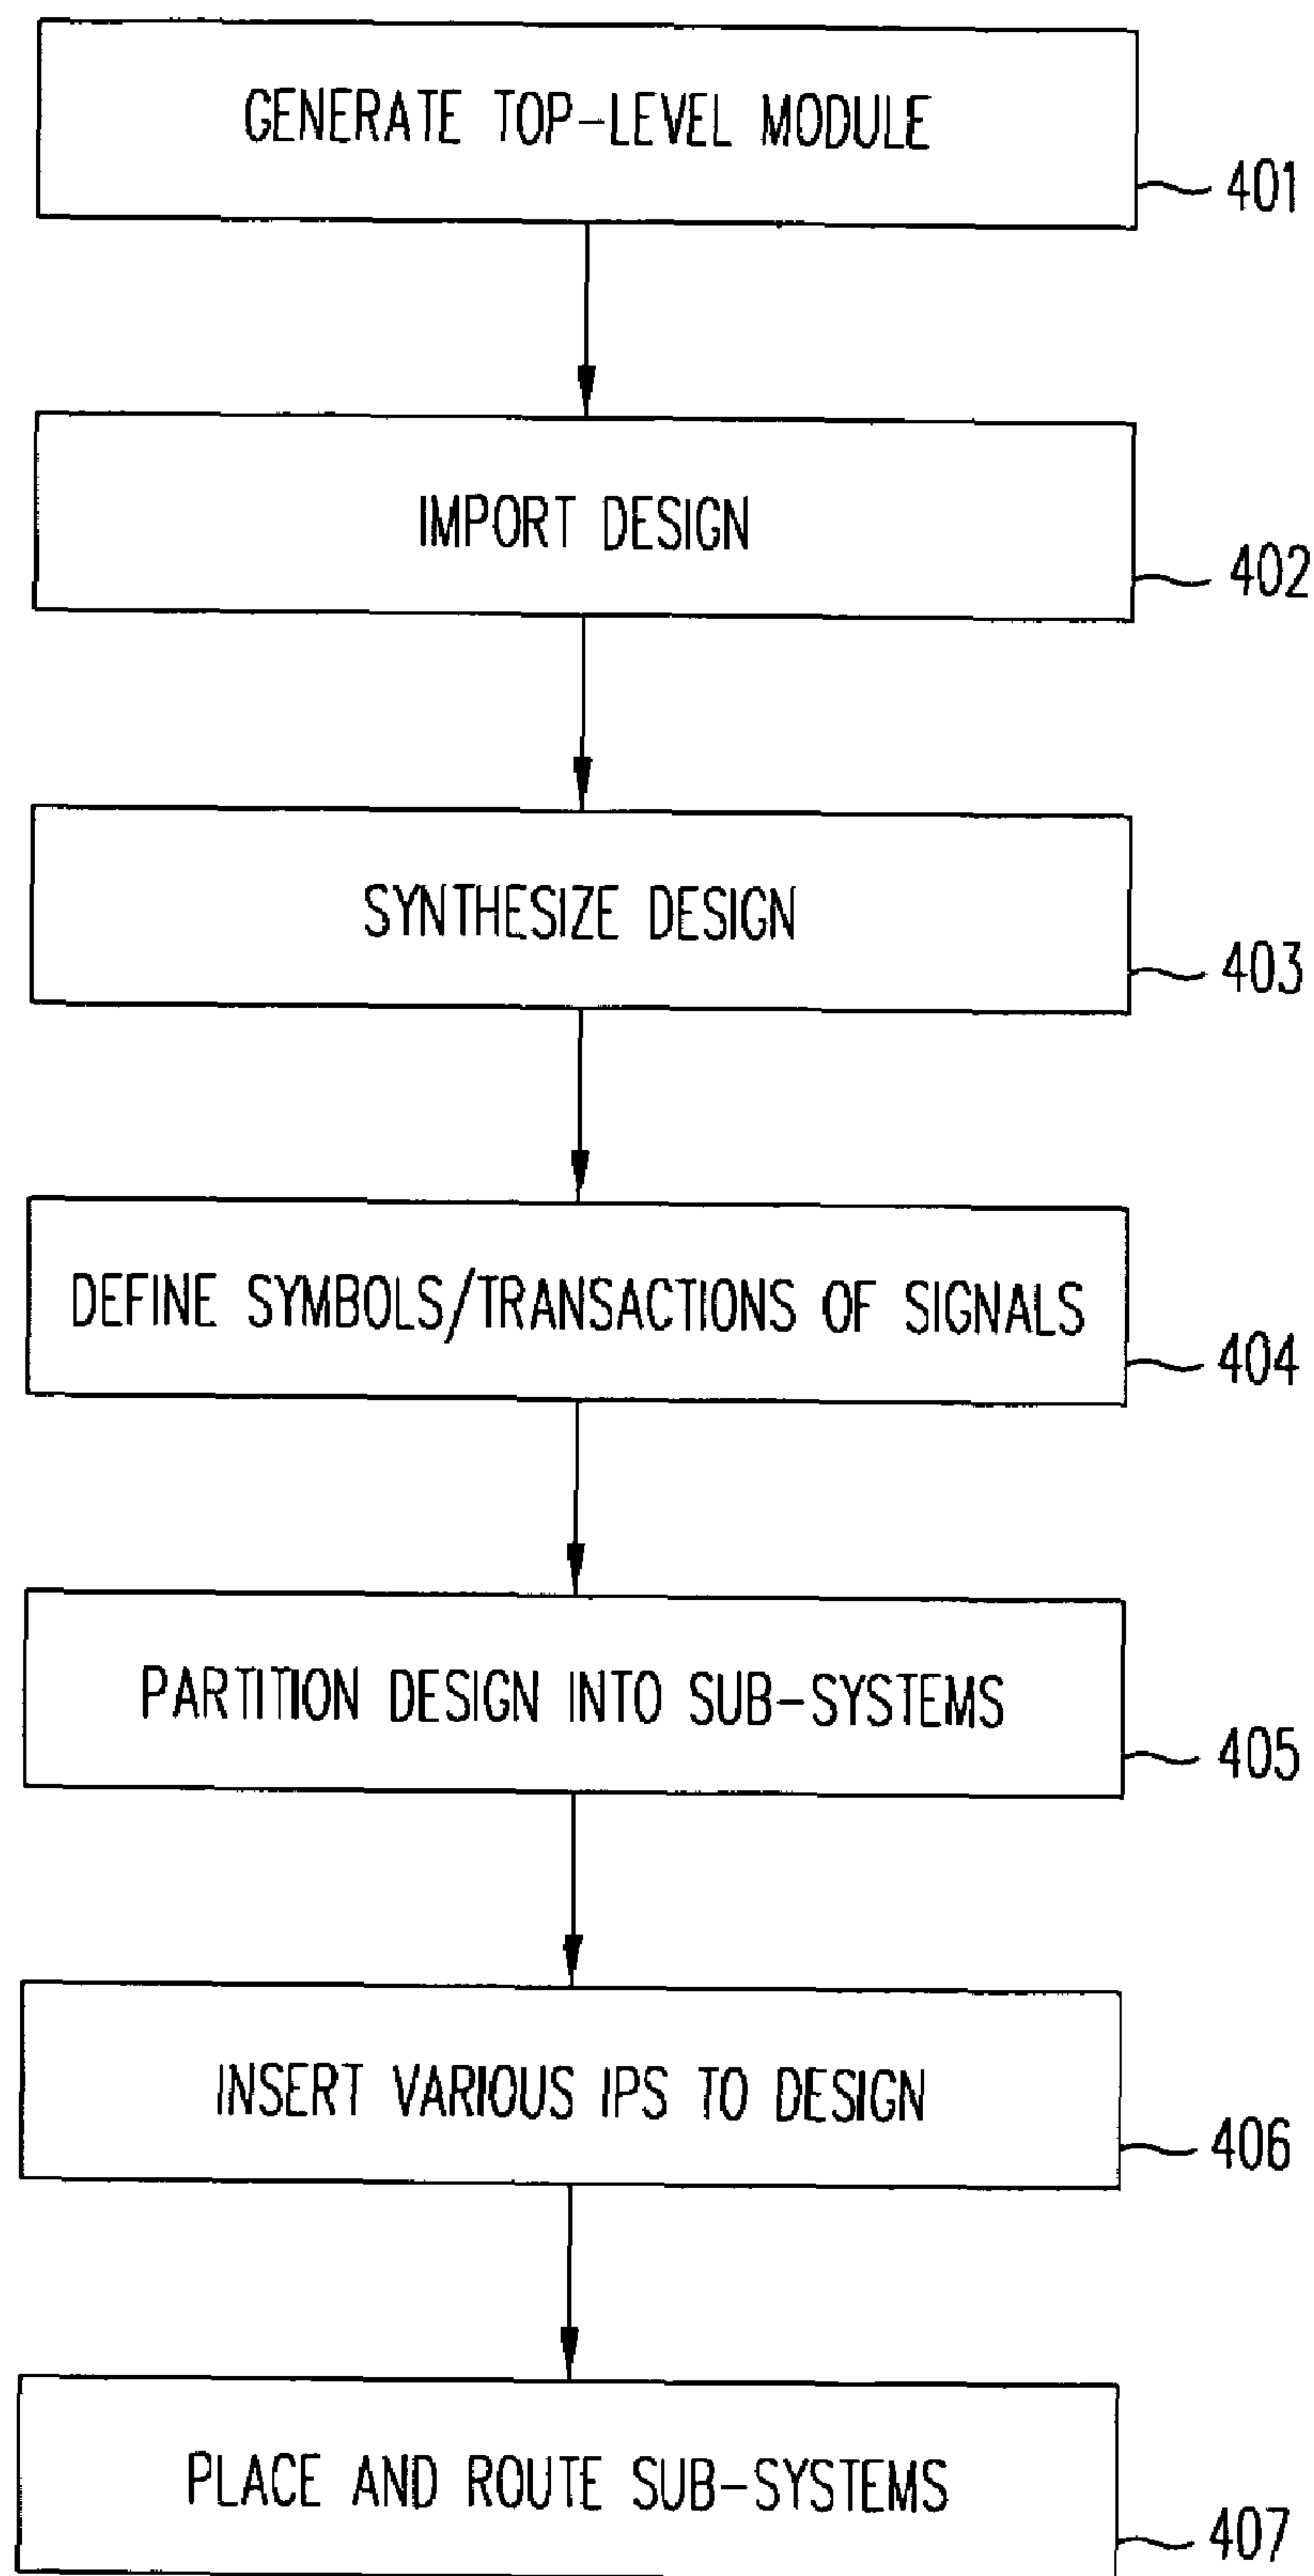 GENERATE TOP-LEVEL MODULE
401
IMPORT DESIGN
402
SYNTHESIZE DESIGN
403
DEFINE SYMBOLS/TRANSACTIONS OF SIGNALS
404
PARTITION DESIGN INTO SUB-SYSTEMS
405
INSERT VARIOUS IPS TO DESIGN
406
PLACE AND ROUTE SUB-SYSTEMS
407